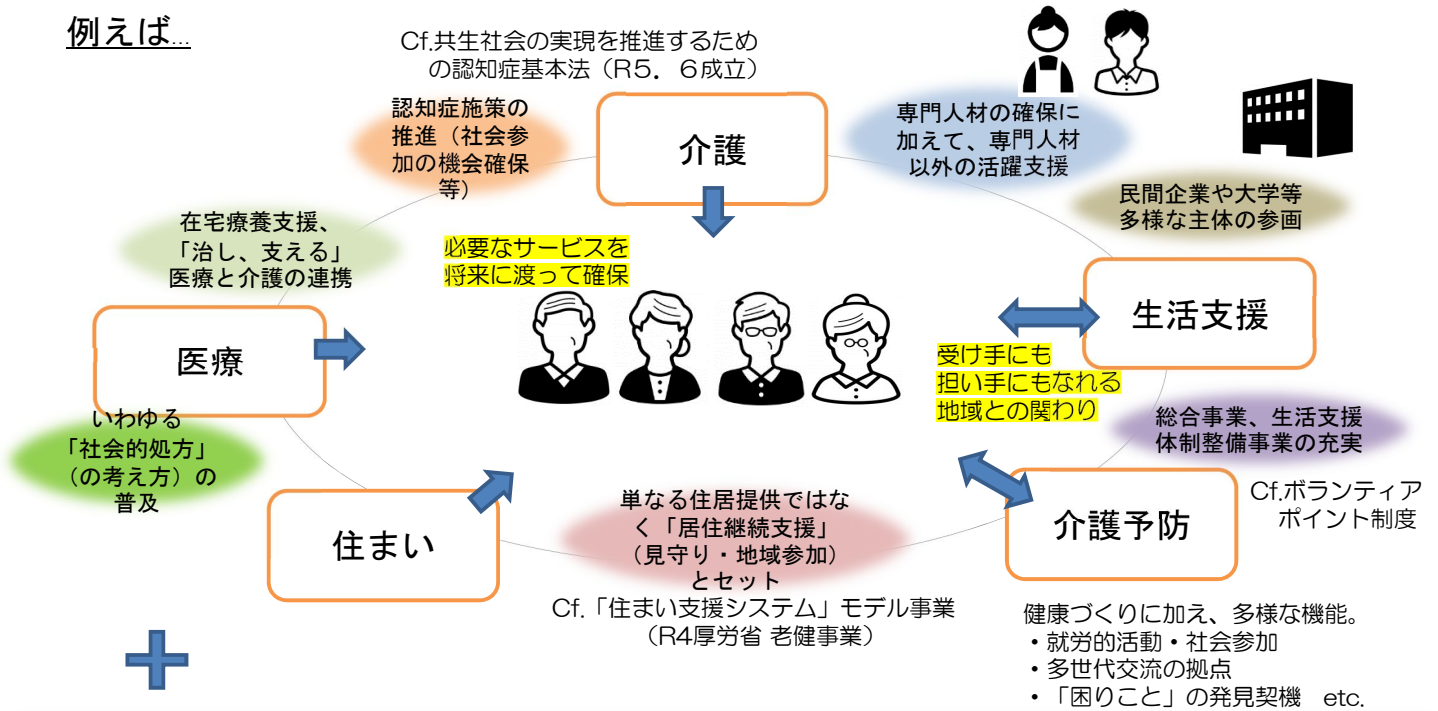 例えば…
Cf.共生社会の実現を推進するため
の認知症基本法（R5．6成立）
認知症施策の
推進（社会参
加の機会確保
等）
介護
専門人材の確保に
加えて、専門人材
以外の活躍支援
民間企業や大学等
多様な主体の参画
在宅療養支援、
「治し、支える」
医療と介護の連携
必要なサービスを
将来に渡って確保
医療
生活支援
受け手にも
担い手にもなれる
地域との関わり
いわゆる
「社会的処方」
（の考え方）の
普及
総合事業、生活支援
体制整備事業の充実
住まい
単なる住居提供ではな
く「居住継続支援」
（見守り・地域参加）
とセット
Cf.「住まい支援システム」モデル事業
（R4厚労省 老健事業）
介護予防
Cf.ボランティア
ポイント制度
健康づくりに加え、多様な機能。
・就労的活動・社会参加
・多世代交流の拠点
・「困りごと」の発見契機　etc.